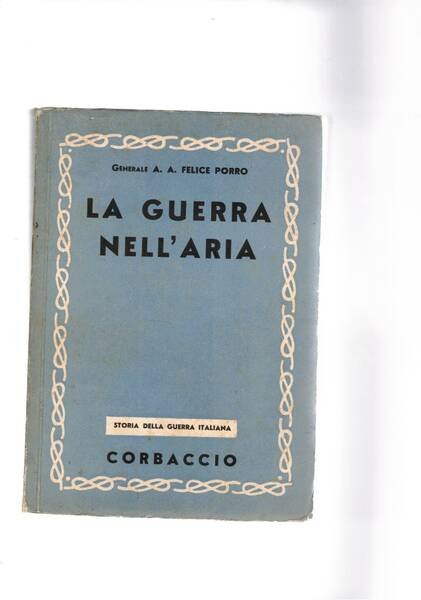 Generale A. A. FELICE PORRO
LA GUERRA
NELL'ARIA
STORIA DELLA GUERRA ITALIANA
CORBACCIO